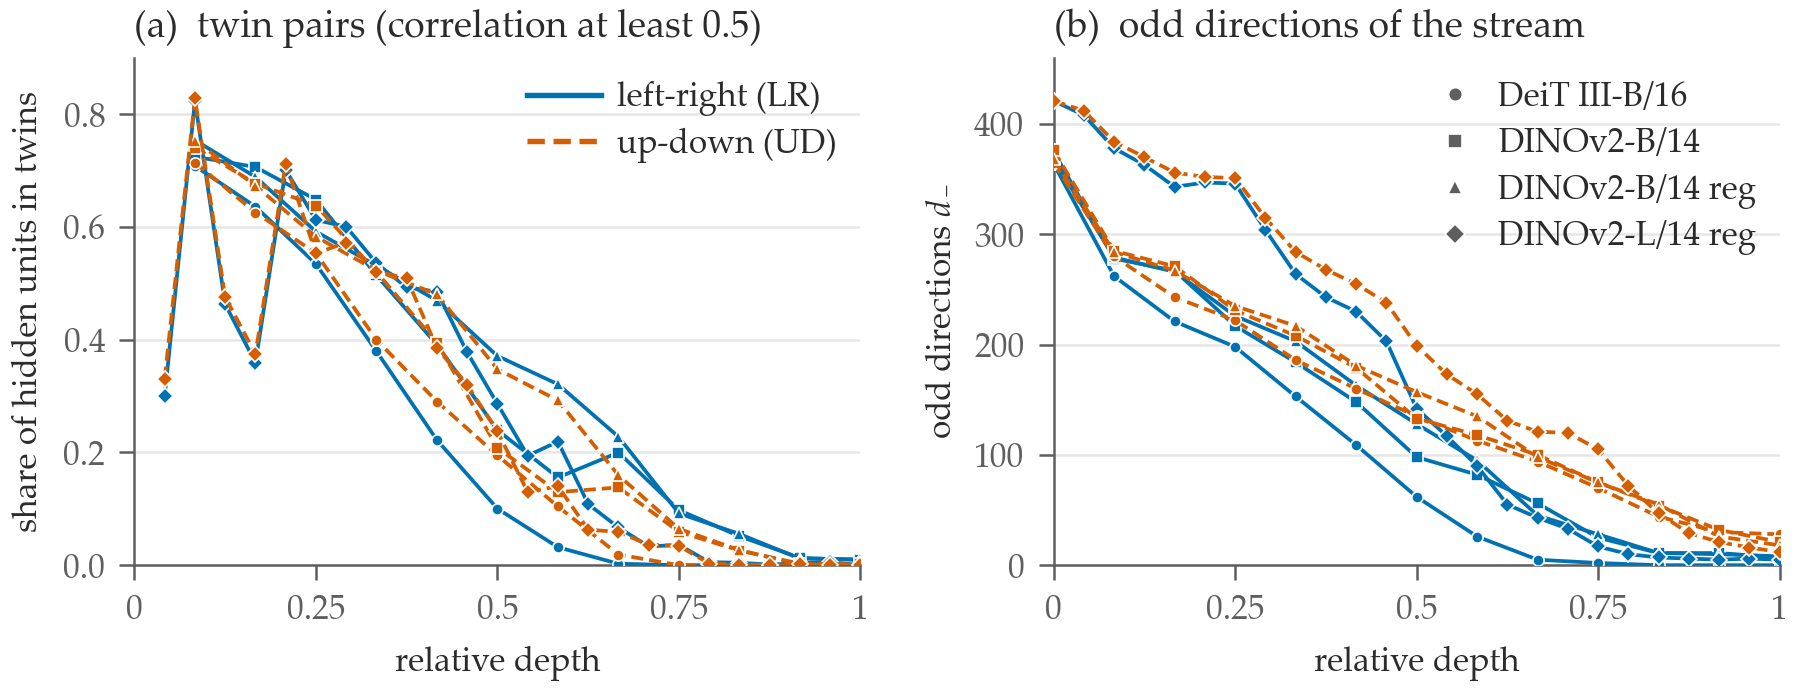 (a) twin pairs (correlation at least 0.5)
share of hidden units in twins
0.8
0.6
0.4
0.2
0.0
0
0.25
0.5
0.75
1
relative depth
left-right (LR)
up-down (UD)
(b) odd directions of the stream
odd directions d₋
400
300
200
100
0
0
0.25
0.5
0.75
1
relative depth
DeiT III-B/16
DINOv2-B/14
DINOv2-B/14 reg
DINOv2-L/14 reg